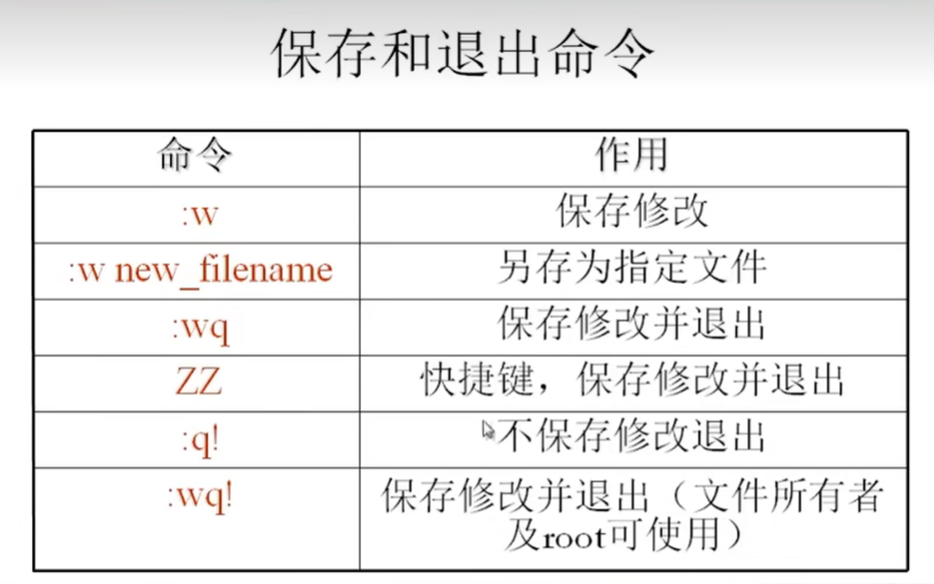 保存和退出命令
命令 作用
:w 保存修改
:w new_filename 另存为指定文件
:wq 保存修改并退出
ZZ 快捷键，保存修改并退出
:q! 不保存修改退出
:wq! 保存修改并退出（文件所有者
及root可使用）